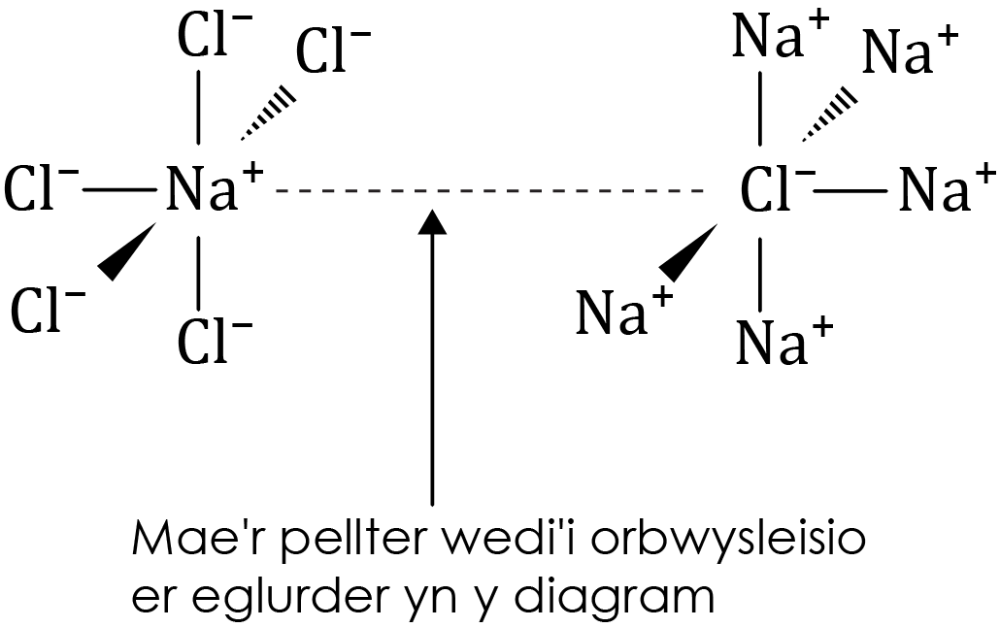 Cl⁻ Cl⁻ Na⁺ Na⁺
Cl⁻ Na⁺ Cl⁻ Na⁺
Cl⁻ Cl⁻ Na⁺ Na⁺
Mae'r pellter wedi'i orbwysleisio
er eglurder yn y diagram